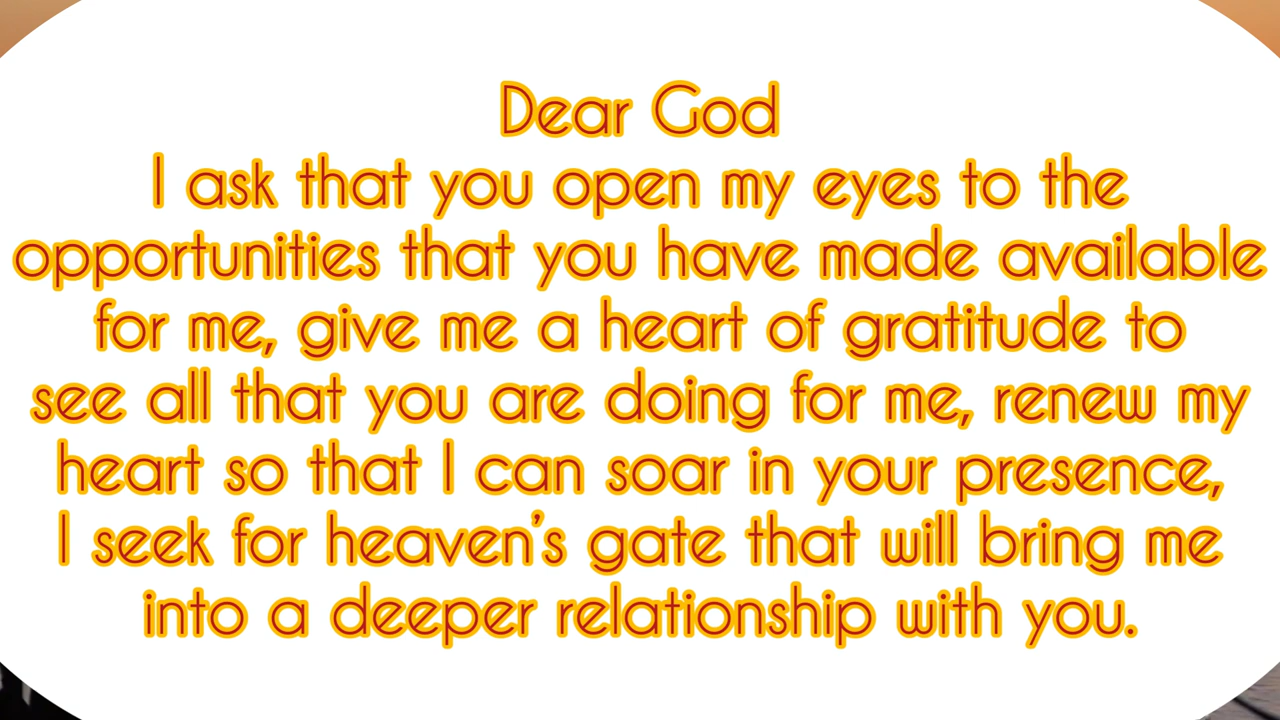 Dear God
I ask that you open my eyes to the
opportunities that you have made available
for me, give me a heart of gratitude to
see all that you are doing for me, renew my
heart so that I can soar in your presence,
I seek for heaven’s gate that will bring me
into a deeper relationship with you.